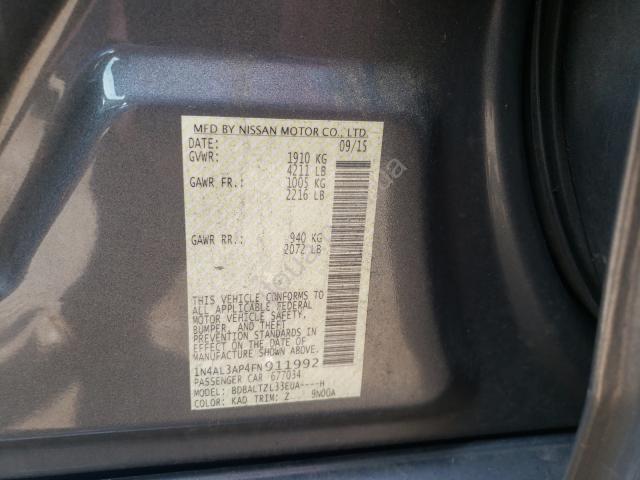 MFD BY NISSAN MOTOR CO., LTD.
DATE: 09/15
GVWR: 1910 KG
4211 LB
GAWR FR.: 1005 KG
2216 LB
GAWR RR.: 940 KG
2072 LB
THIS VEHICLE CONFORMS TO
ALL APPLICABLE FEDERAL
MOTOR VEHICLE SAFETY,
BUMPER, AND THEFT
PREVENTION STANDARDS IN
EFFECT ON THE DATE OF
MANUFACTURE SHOWN ABOVE.
1N4AL3AP4FN911992
PASSENGER CAR 677034
MODEL: BDBALTZL33EUA----H
COLOR: KAD TRIM: Z 9N00A